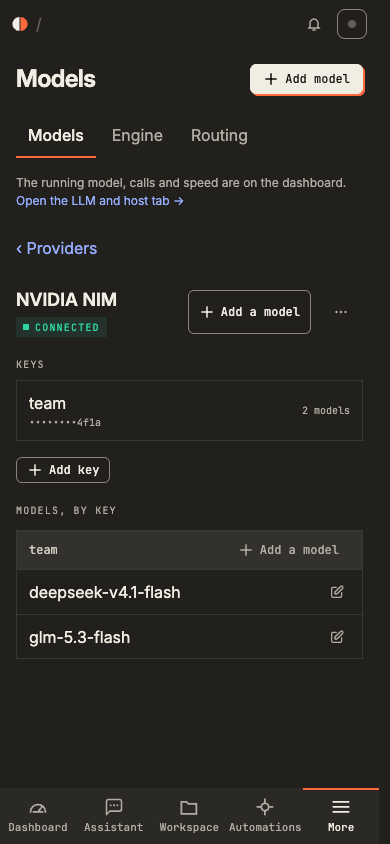 /
Models
+ Add model
Models Engine Routing
The running model, calls and speed are on the dashboard.
Open the LLM and host tab →
‹ Providers
NVIDIA NIM
CONNECTED
+ Add a model
···
KEYS
team
••••••••4f1a
2 models
+ Add key
MODELS, BY KEY
team + Add a model
deepseek-v4.1-flash
glm-5.3-flash
Dashboard Assistant Workspace Automations More